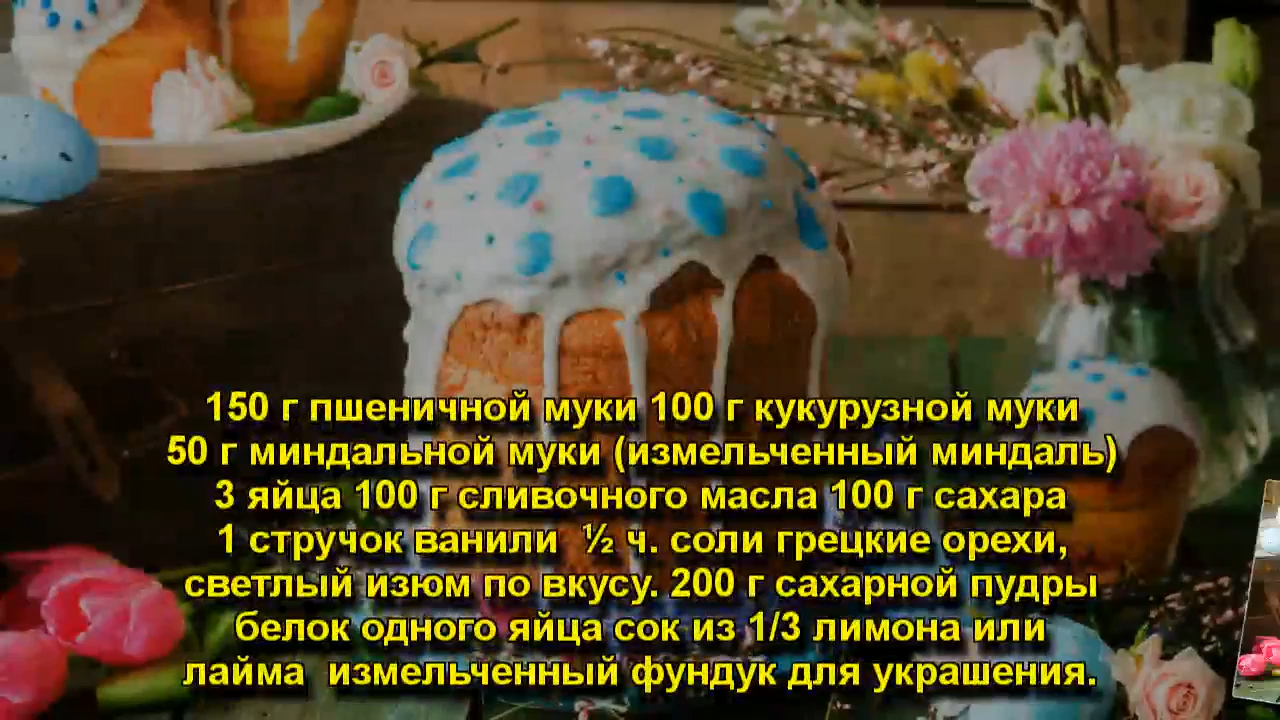 150 г пшеничной муки 100 г кукурузной муки
50 г миндальной муки (измельченный миндаль)
3 яйца 100 г сливочного масла 100 г сахара
1 стручок ванили ½ ч. соли грецкие орехи,
светлый изюм по вкусу. 200 г сахарной пудры
белок одного яйца сок из 1/3 лимона или
лайма измельченный фундук для украшения.